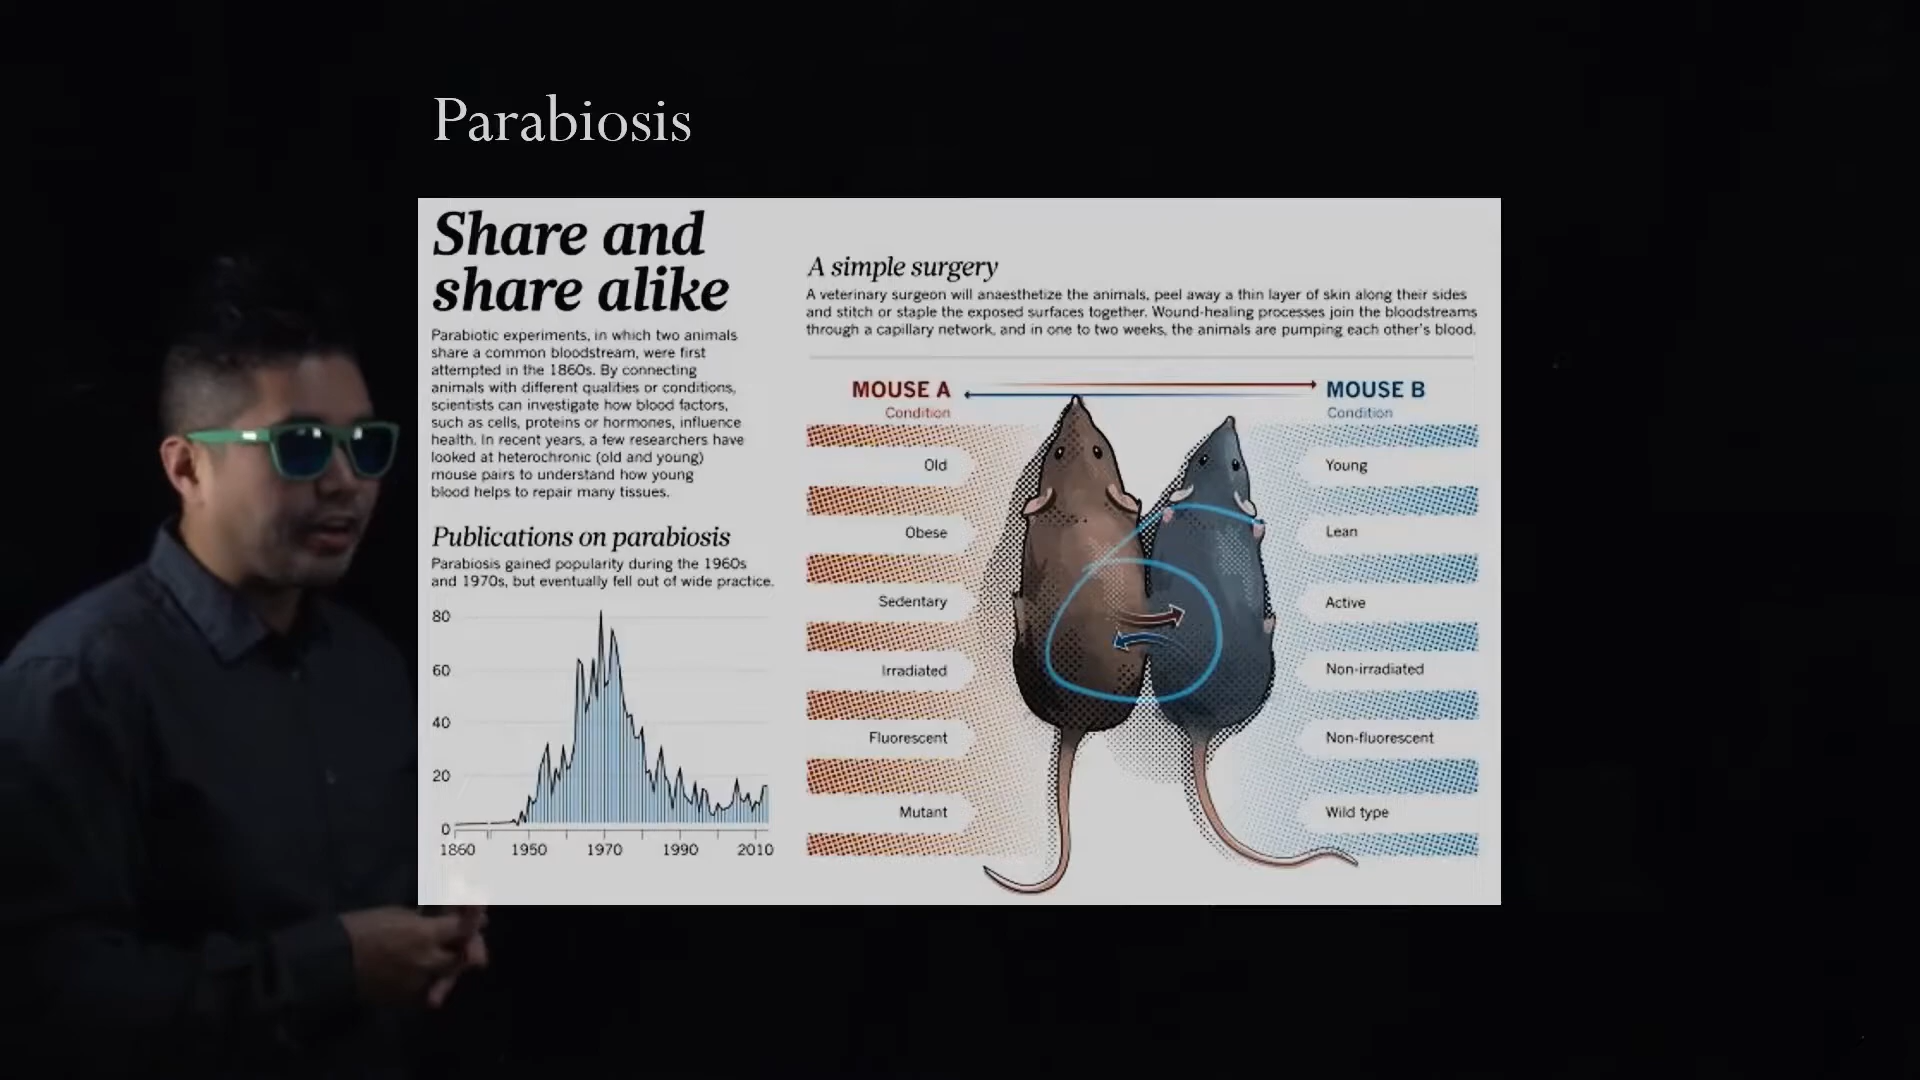 Parabiosis
Share and
share alike
Parabiotic experiments, in which two animals
share a common bloodstream, were first
attempted in the 1860s. By connecting
animals with different qualities or conditions,
scientists can investigate how blood factors,
such as cells, proteins or hormones, influence
health. In recent years, a few researchers have
looked at heterochronic (old and young)
mouse pairs to understand how young
blood helps to repair many tissues.
Publications on parabiosis
Parabiosis gained popularity during the 1960s
and 1970s, but eventually fell out of wide practice.
80
60
40
20
0
1860 1950 1970 1990 2010
A simple surgery
A veterinary surgeon will anaesthetize the animals, peel away a thin layer of skin along their sides
and stitch or staple the exposed surfaces together. Wound-healing processes join the bloodstreams
through a capillary network, and in one to two weeks, the animals are pumping each other's blood.
MOUSE A MOUSE B
Condition Condition
Old Young
Obese Lean
Sedentary Active
Irradiated Non-irradiated
Fluorescent Non-fluorescent
Mutant Wild type